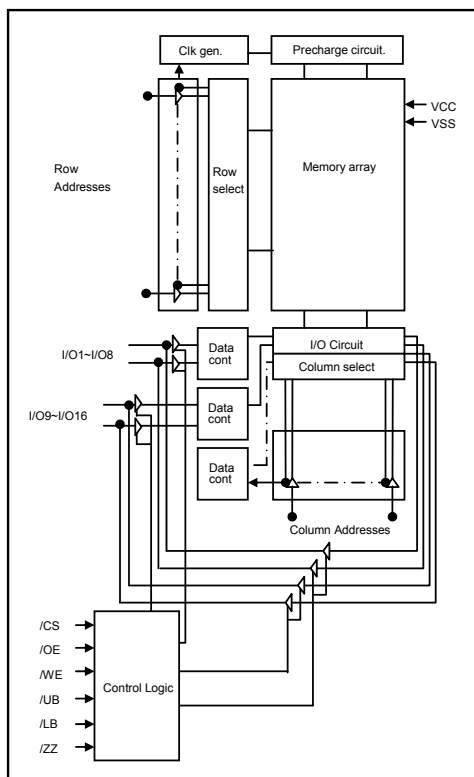 Clk gen.
Precharge circuit.
VCC
VSS
Row
Addresses
Row
select
Memory array
I/O1~I/O8
Data
cont
I/O Circuit
Column select
I/O9~I/O16
Data
cont
Data
cont
Column Addresses
/CS
/OE
/WE
/UB
/LB
/ZZ
Control Logic